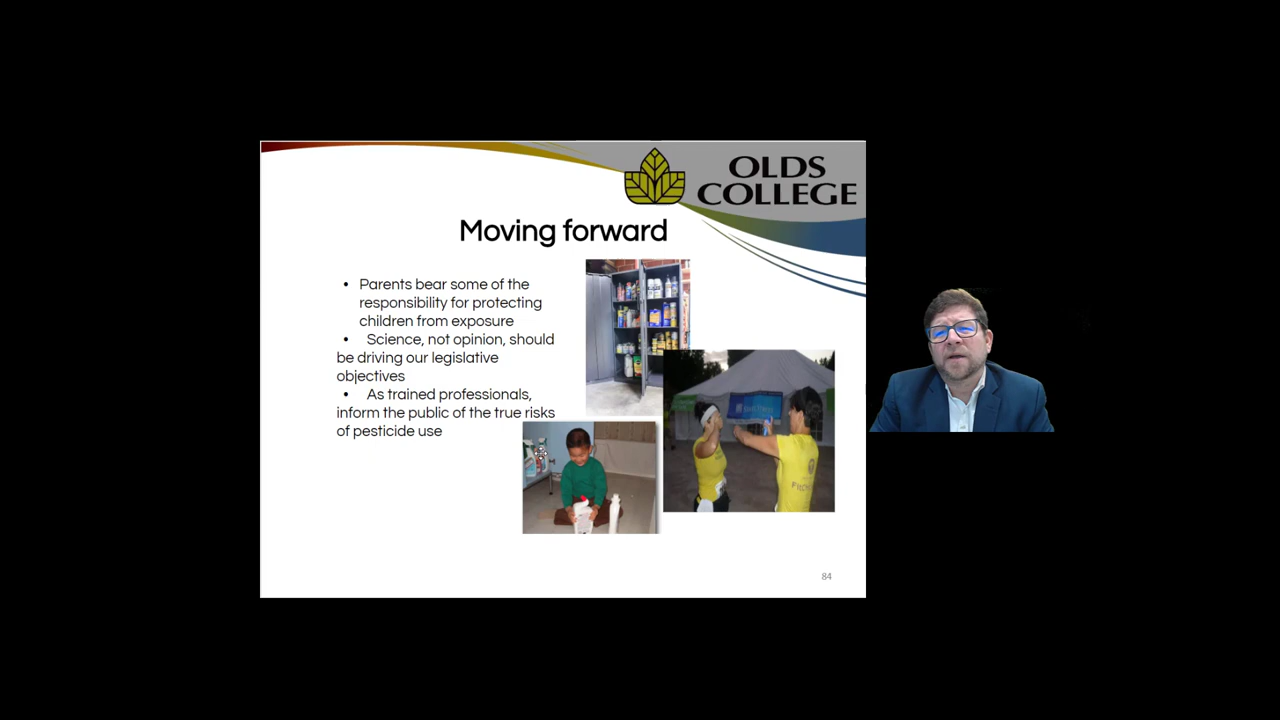 OLDS
COLLEGE
Moving forward
• Parents bear some of the
responsibility for protecting
children from exposure
• Science, not opinion, should
be driving our legislative
objectives
• As trained professionals,
inform the public of the true risks
of pesticide use
84